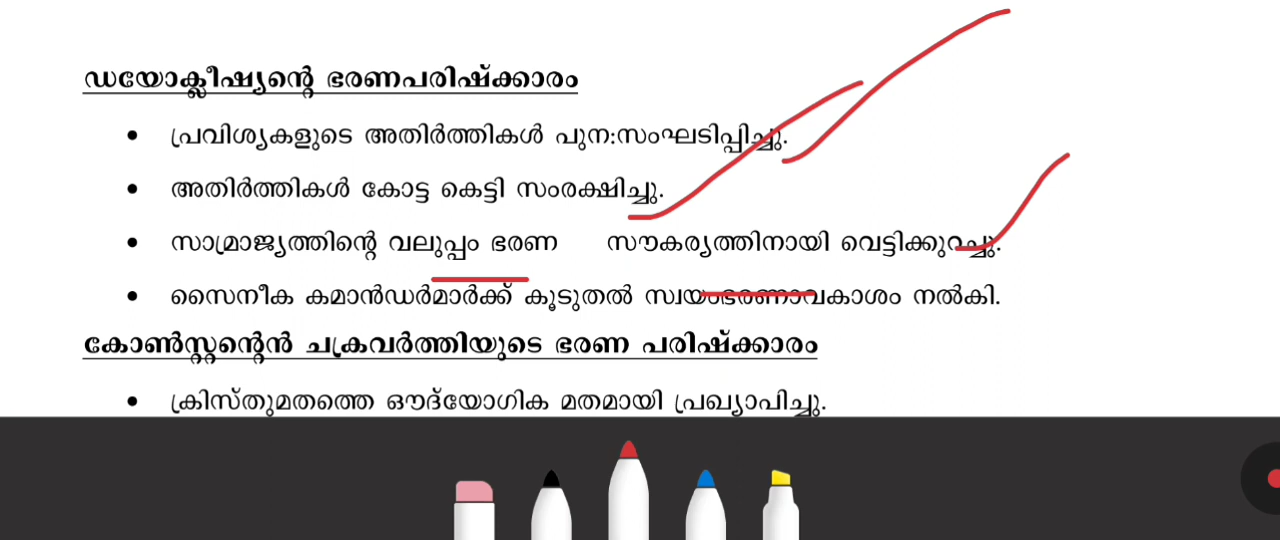 ഡയോക്ലീഷ്യന്റെ ഭരണപരിഷ്ക്കാരം
• പ്രവിശ്യകളുടെ അതിർത്തികൾ പുന:സംഘടിപ്പിച്ചു.
• അതിർത്തികൾ കോട്ട കെട്ടി സംരക്ഷിച്ചു.
• സാമ്രാജ്യത്തിന്റെ വലുപ്പം ഭരണ സൗകര്യത്തിനായി വെട്ടിക്കുറച്ചു.
• സൈനീക കമാൻഡർമാർക്ക് കൂടുതൽ സ്വയംഭരണാവകാശം നൽകി.
കോൺസ്റ്റന്റെൻ ചക്രവർത്തിയുടെ ഭരണ പരിഷ്ക്കാരം
• ക്രിസ്തുമതത്തെ ഔദ്യോഗിക മതമായി പ്രഖ്യാപിച്ചു.